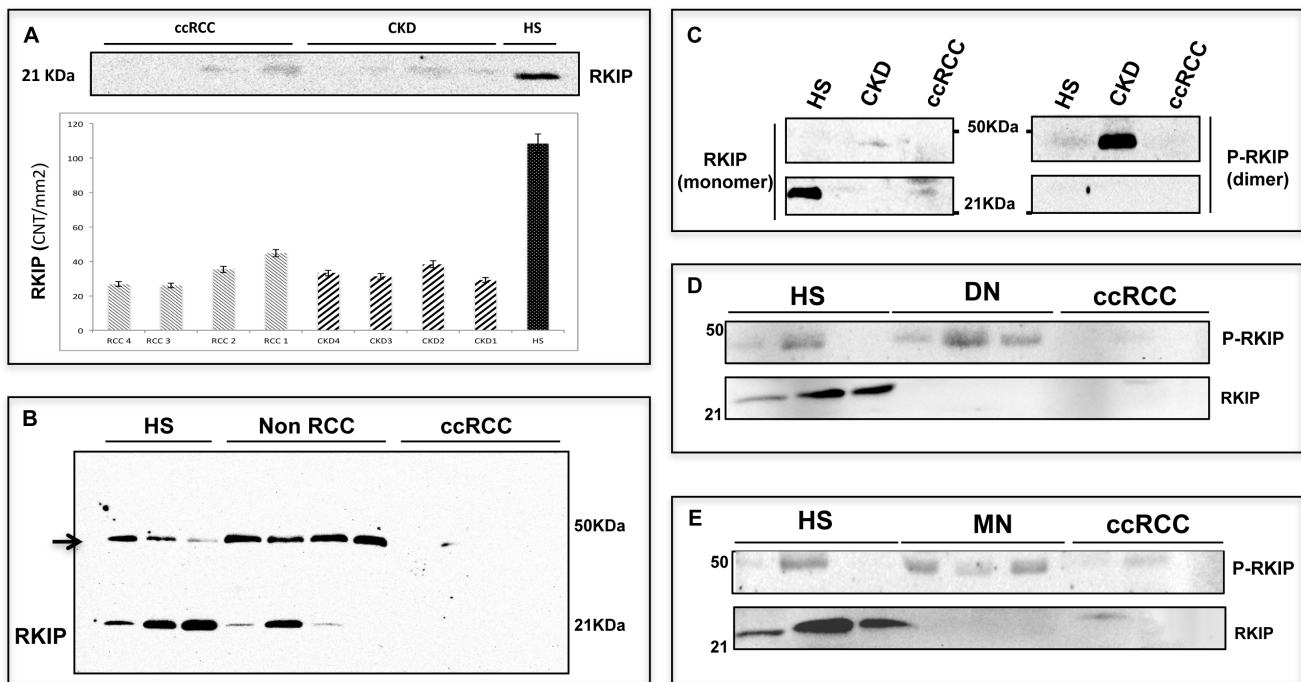 A
ccRCC CKD HS
21 KDa RKIP
RKIP (CNT/mm2)
120
100
80
60
40
20
0
RCC 4 RCC 3 RCC 2 RCC 1 CKD4 CKD3 CKD2 CKD1 HS
B
HS Non RCC ccRCC
50KDa
RKIP 21KDa
C
HS CKD ccRCC HS CKD ccRCC
50KDa
RKIP
(monomer)
P-RKIP
(dimer)
21KDa
D
HS DN ccRCC
50 P-RKIP
RKIP
21
E
HS MN ccRCC
50 P-RKIP
RKIP
21